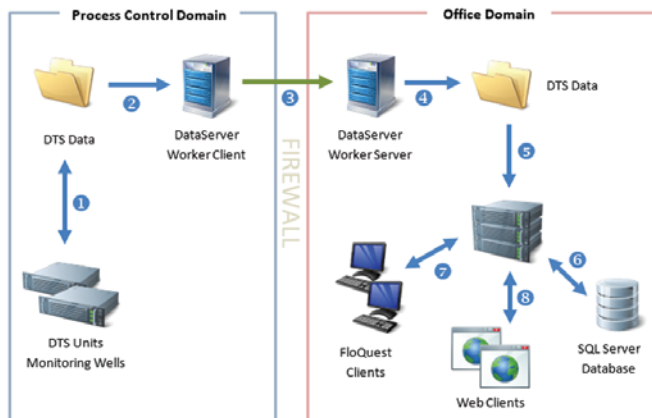 Process Control Domain
Office Domain
DTS Data
2
DataServer
Worker Client
3
DataServer
Worker Server
4
DTS Data
FIREWALL
1
5
DTS Units
Monitoring Wells
7
FloQuest
Clients
8
Web Clients
6
SQL Server
Database